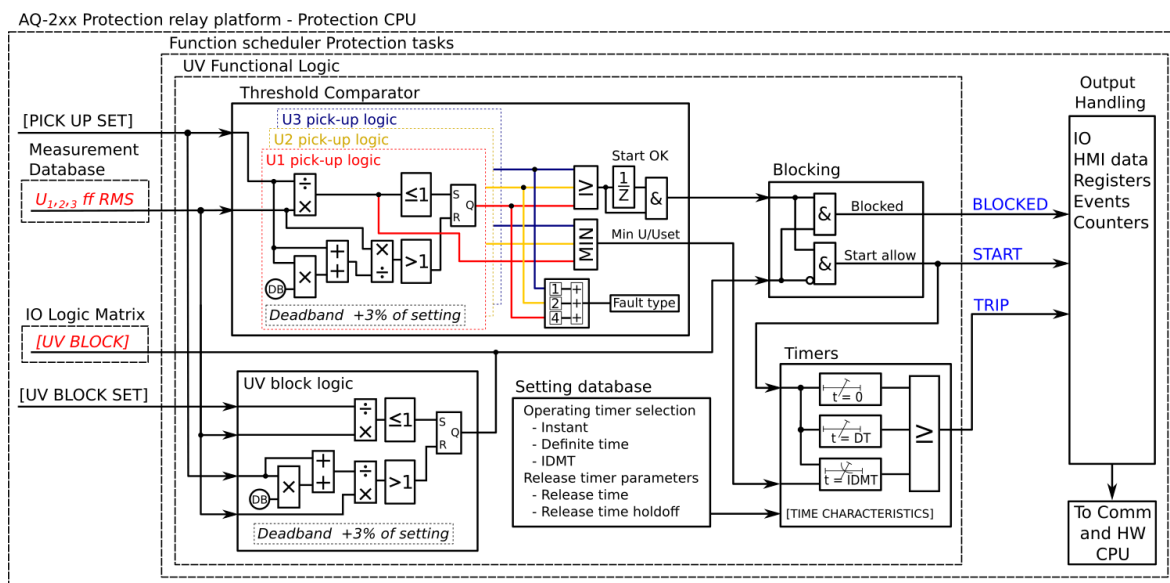 AQ-2xx Protection relay platform - Protection CPU
Function scheduler Protection tasks
UV Functional Logic
Threshold Comparator
[PICK UP SET]
Measurement
Database
U1,2,3 ff RMS
U3 pick-up logic
U2 pick-up logic
U1 pick-up logic
÷
×
≤1
S
Q
R
DB
×
+
+
×
÷
>1
Deadband +3% of setting
≥
Start OK
1
Z
&
MIN
Min U/Uset
1 +
2 +
4 +
Fault type
Blocking
&
Blocked
&
Start allow
BLOCKED
START
TRIP
Output
Handling
IO
HMI data
Registers
Events
Counters
To Comm
and HW
CPU
IO Logic Matrix
[UV BLOCK]
[UV BLOCK SET]
UV block logic
÷
×
≤1
S
Q
R
DB
×
+
+
÷
×
>1
Deadband +3% of setting
Setting database
Operating timer selection
- Instant
- Definite time
- IDMT
Release timer parameters
- Release time
- Release time holdoff
Timers
t = 0
t = DT
t = IDMT
≥
[TIME CHARACTERISTICS]